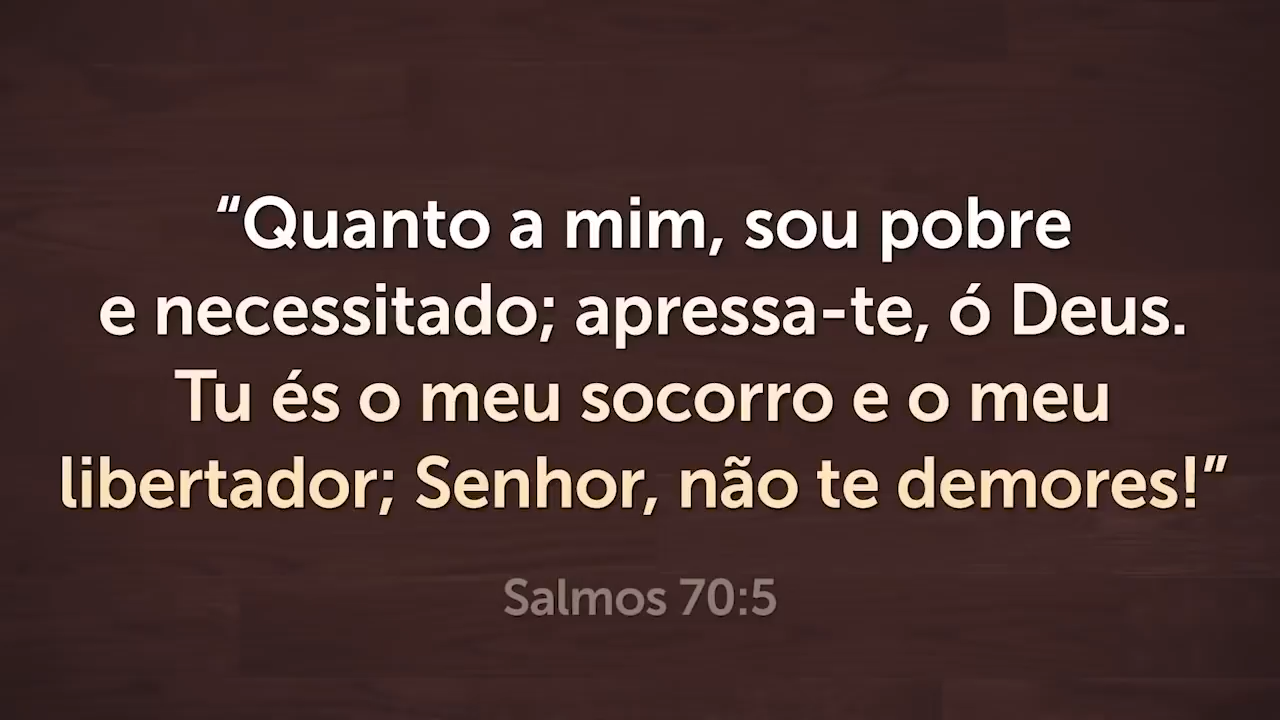 “Quanto a mim, sou pobre
e necessitado; apressa-te, ó Deus.
Tu és o meu socorro e o meu
libertador; Senhor, não te demores!”
Salmos 70:5